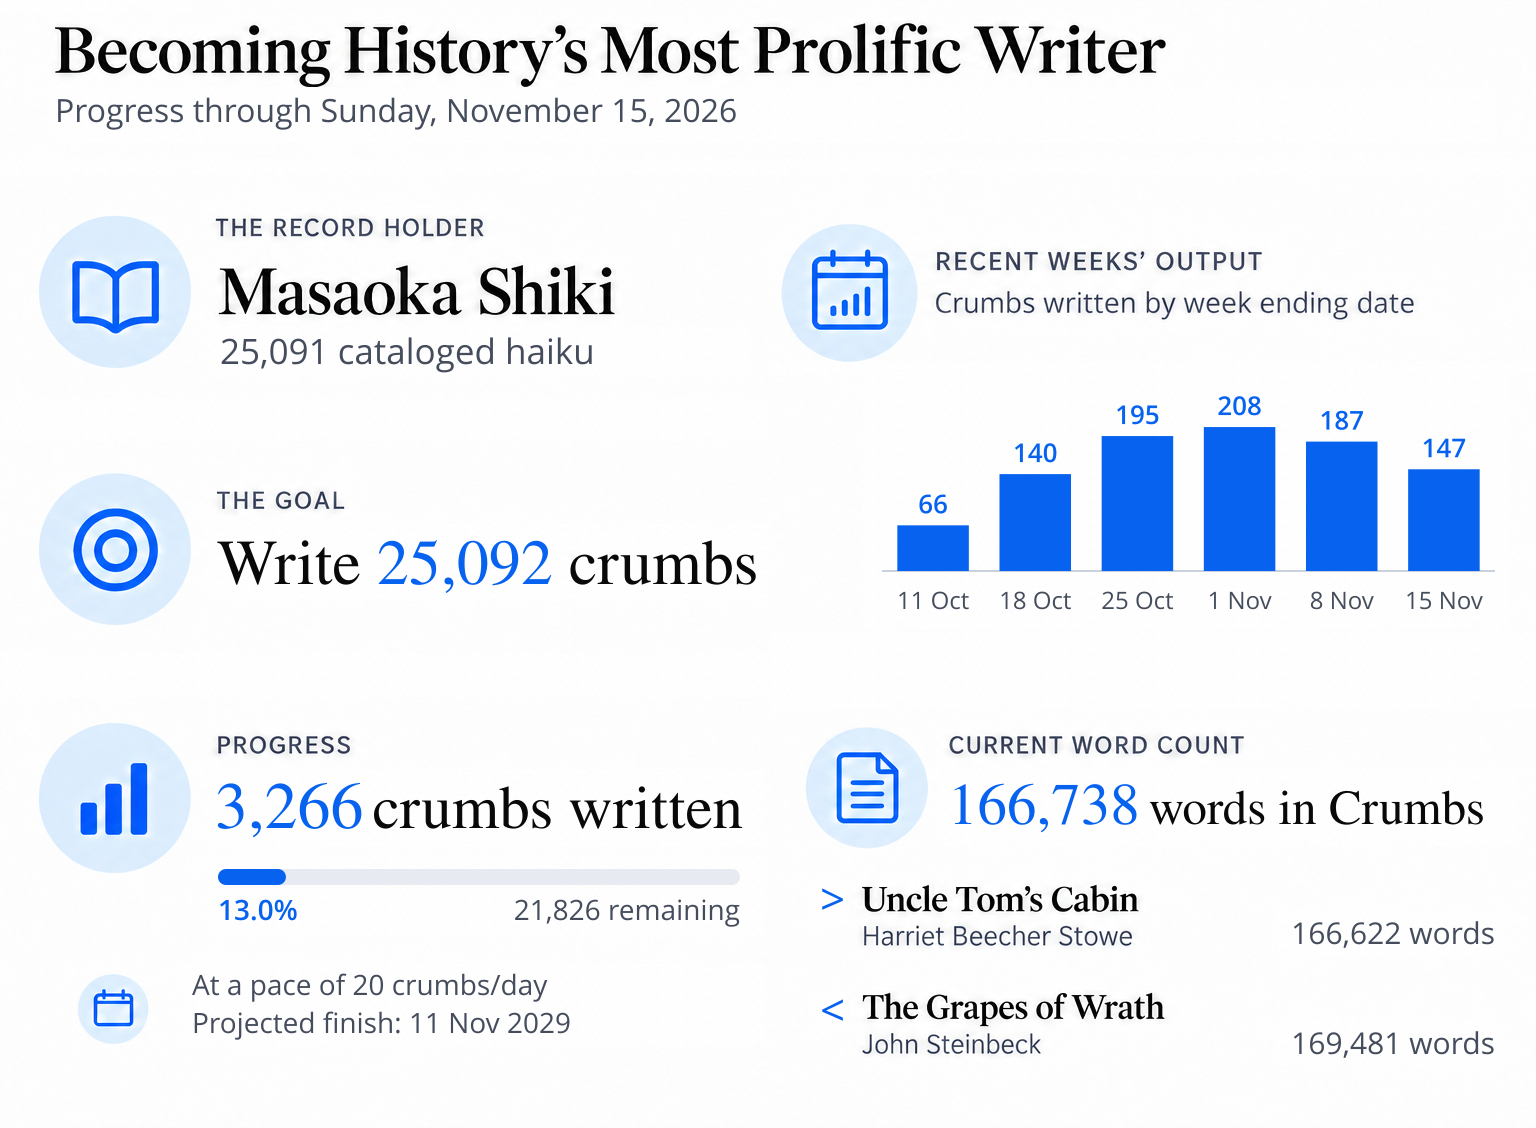 Becoming History’s Most Prolific Writer
Progress through Sunday, November 15, 2026
THE RECORD HOLDER
Masaoka Shiki
25,091 cataloged haiku
THE GOAL
Write 25,092 crumbs
PROGRESS
3,266 crumbs written
13.0%
21,826 remaining
At a pace of 20 crumbs/day
Projected finish: 11 Nov 2029
RECENT WEEKS’ OUTPUT
Crumbs written by week ending date
66 140 195 208 187 147
11 Oct 18 Oct 25 Oct 1 Nov 8 Nov 15 Nov
CURRENT WORD COUNT
166,738 words in Crumbs
> Uncle Tom’s Cabin
Harriet Beecher Stowe
166,622 words
< The Grapes of Wrath
John Steinbeck
169,481 words